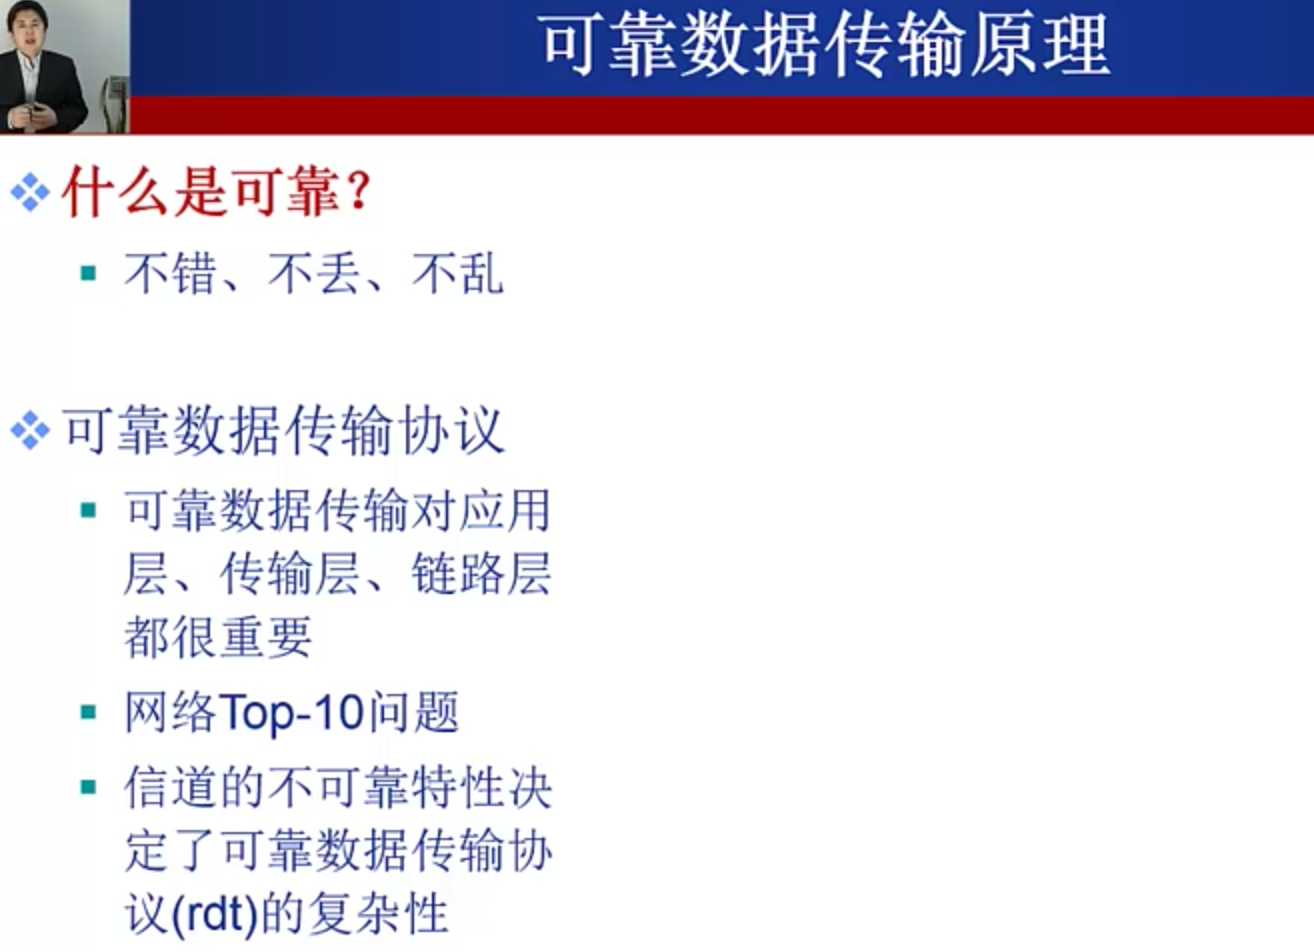 可靠数据传输原理
什么是可靠？
不错、不丢、不乱
可靠数据传输协议
可靠数据传输对应用
层、传输层、链路层
都很重要
网络Top-10问题
信道的不可靠特性决
定了可靠数据传输协
议(rdt)的复杂性